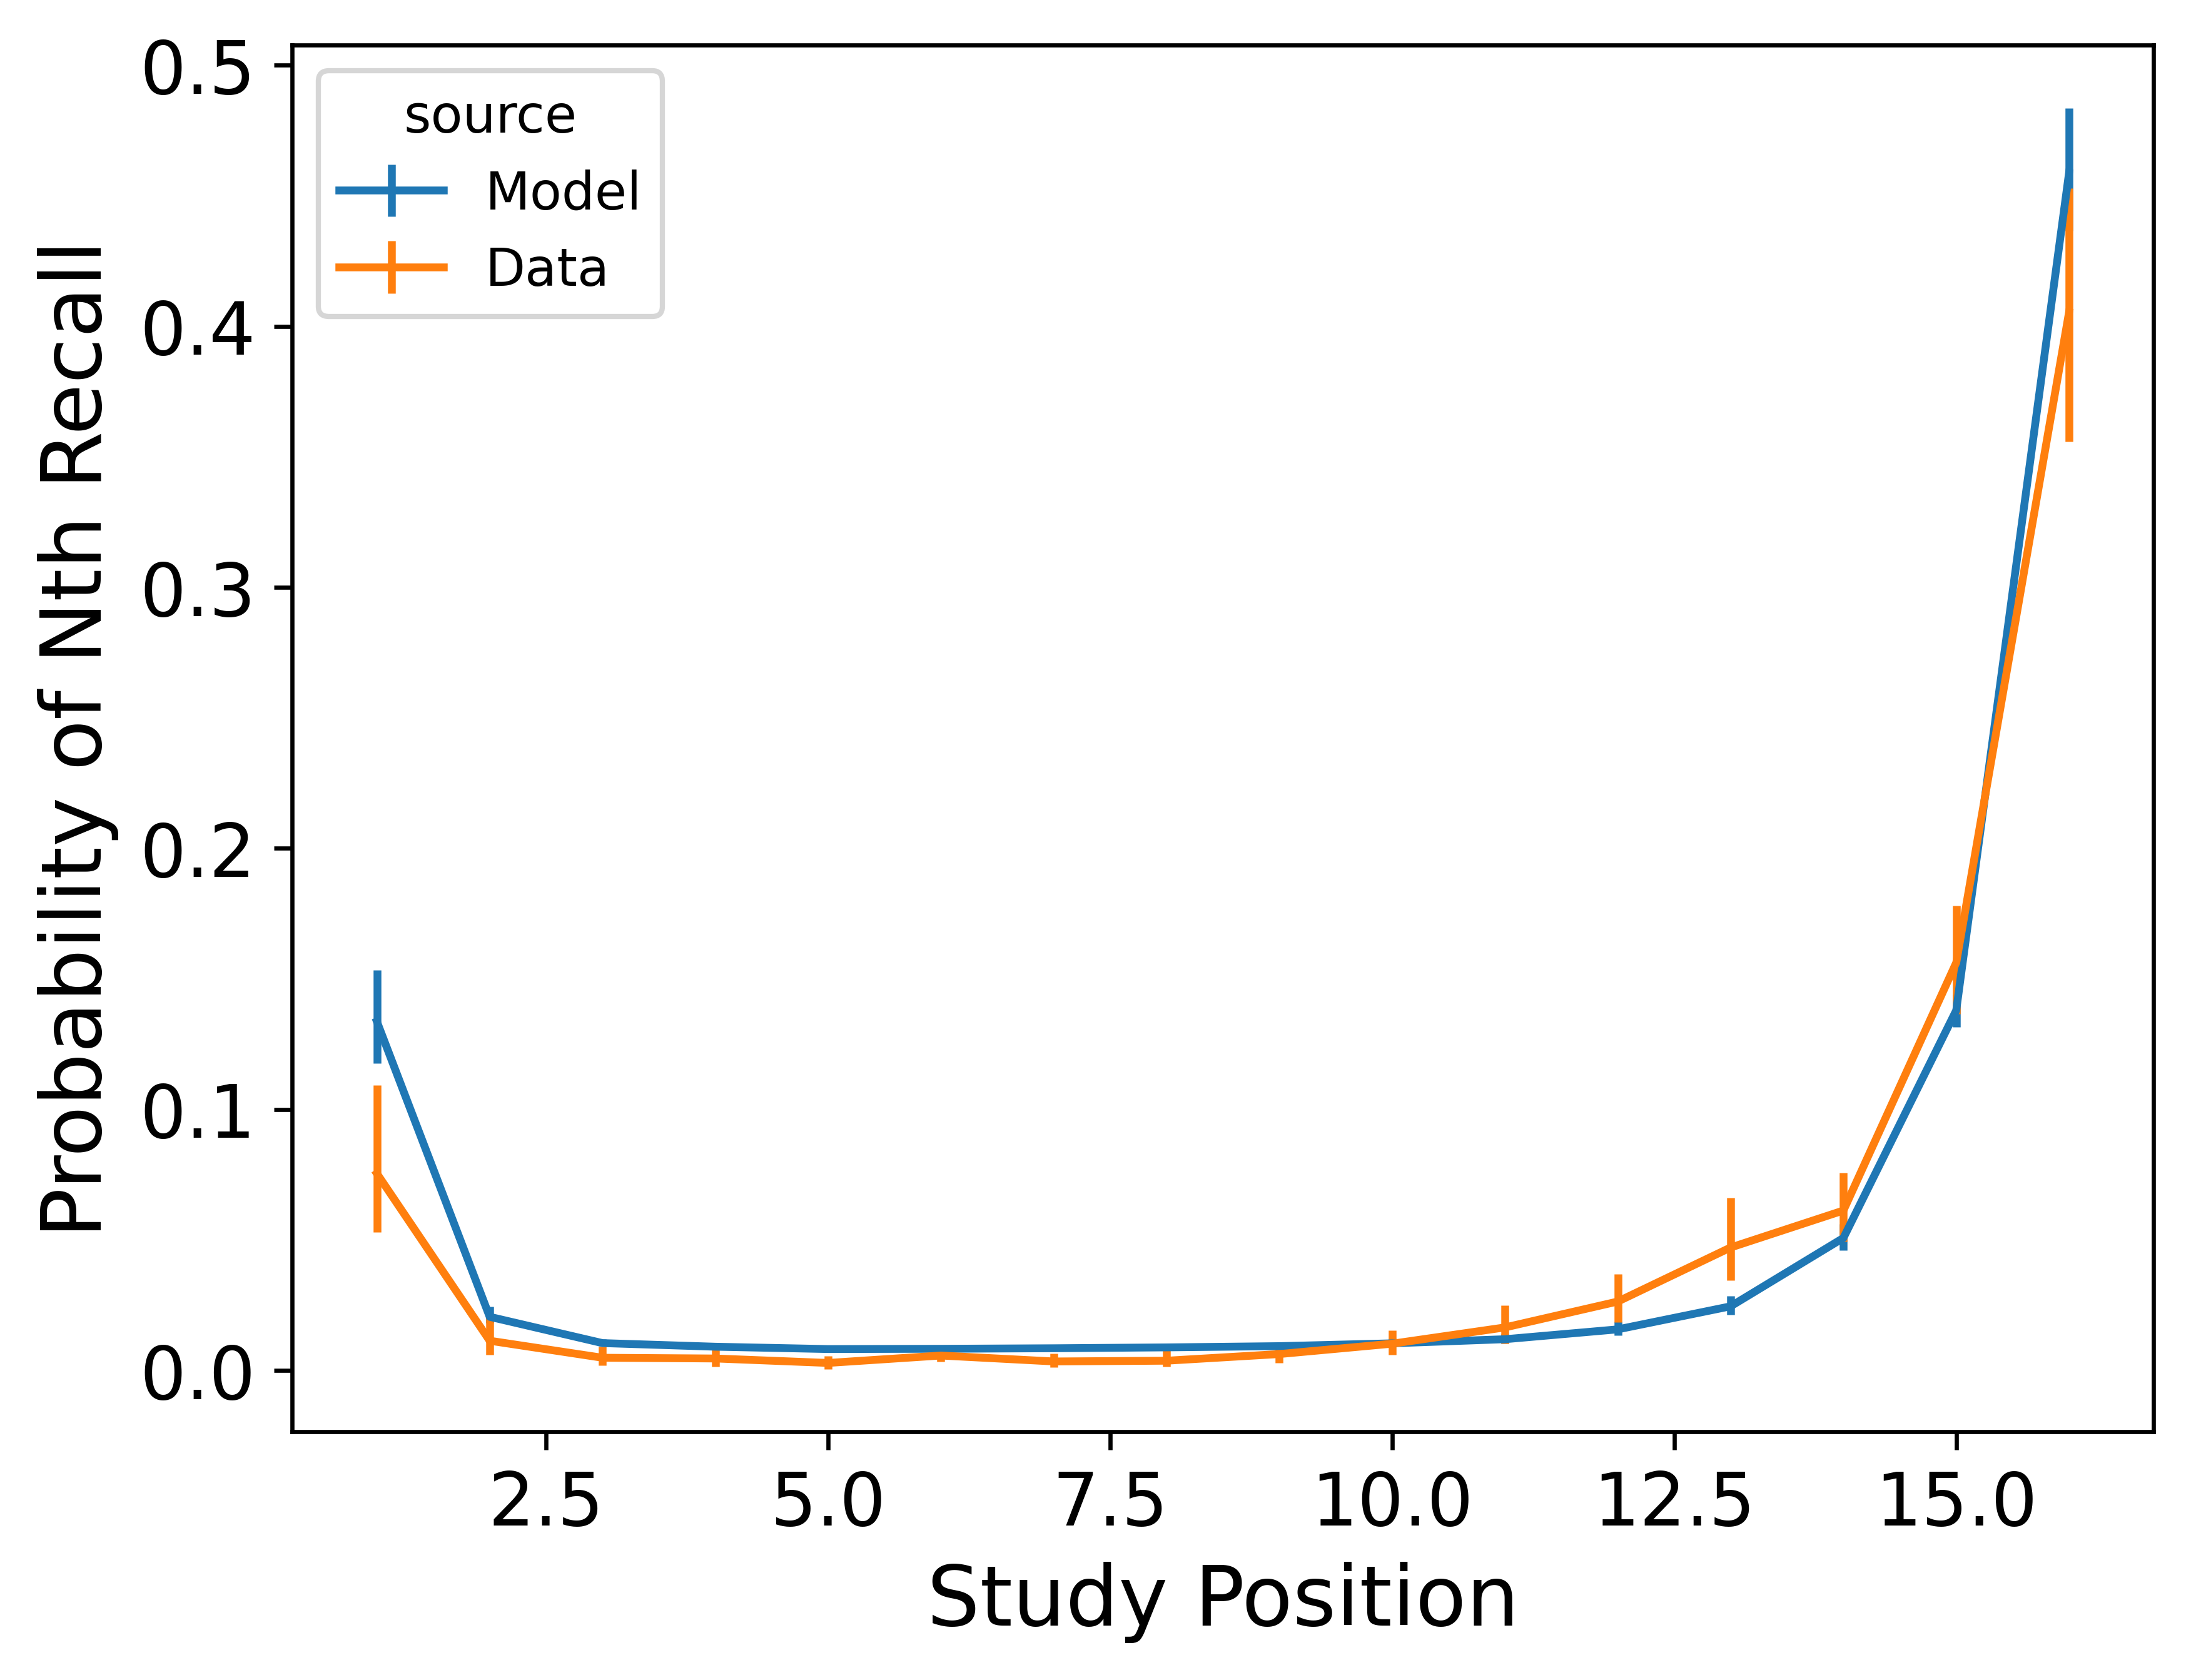 Probability of Nth Recall
0.5
0.4
0.3
0.2
0.1
0.0
source
Model
Data
2.5 5.0 7.5 10.0 12.5 15.0
Study Position